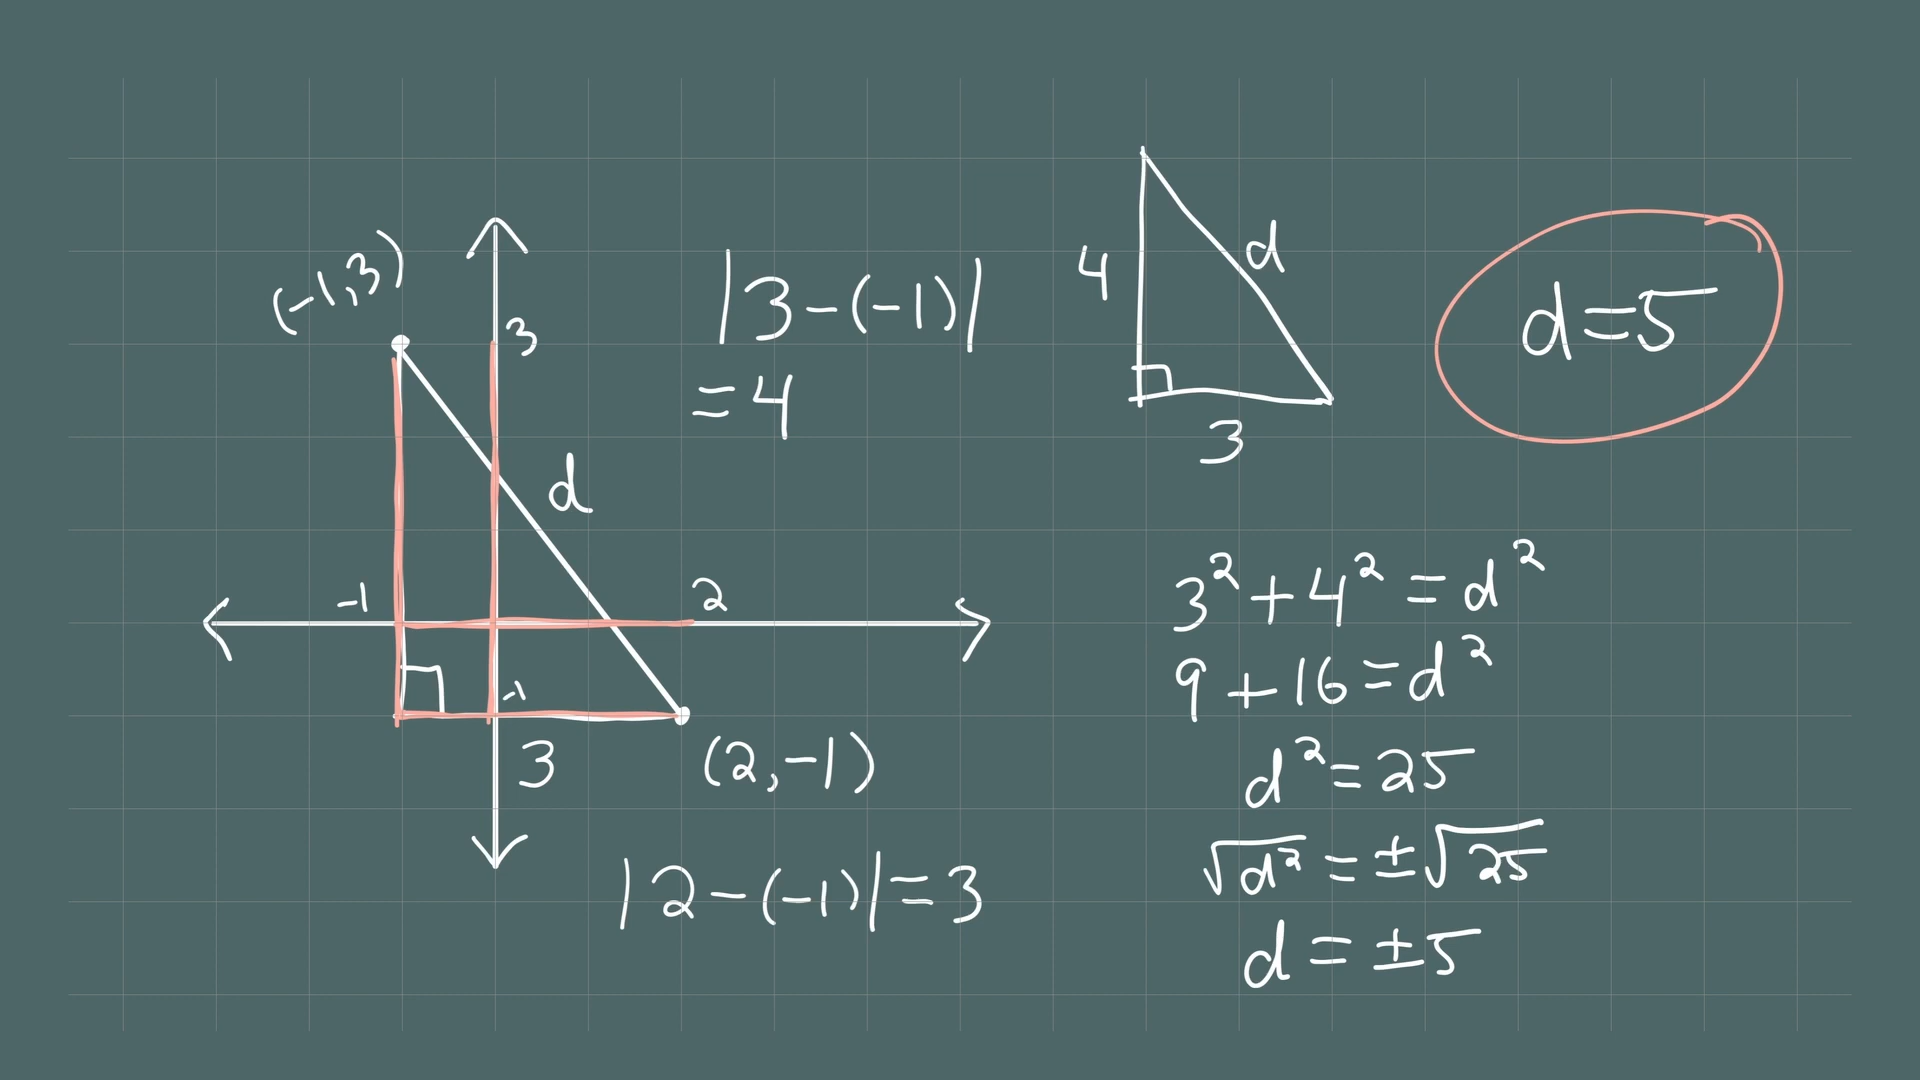 (-1,3)
3
|3-(-1)|
=4
d
-1
2
-1
3
(2,-1)
|2-(-1)|=3
4
d
3
d=5
3²+4²=d²
9+16=d²
d²=25
√d²=±√25
d=±5